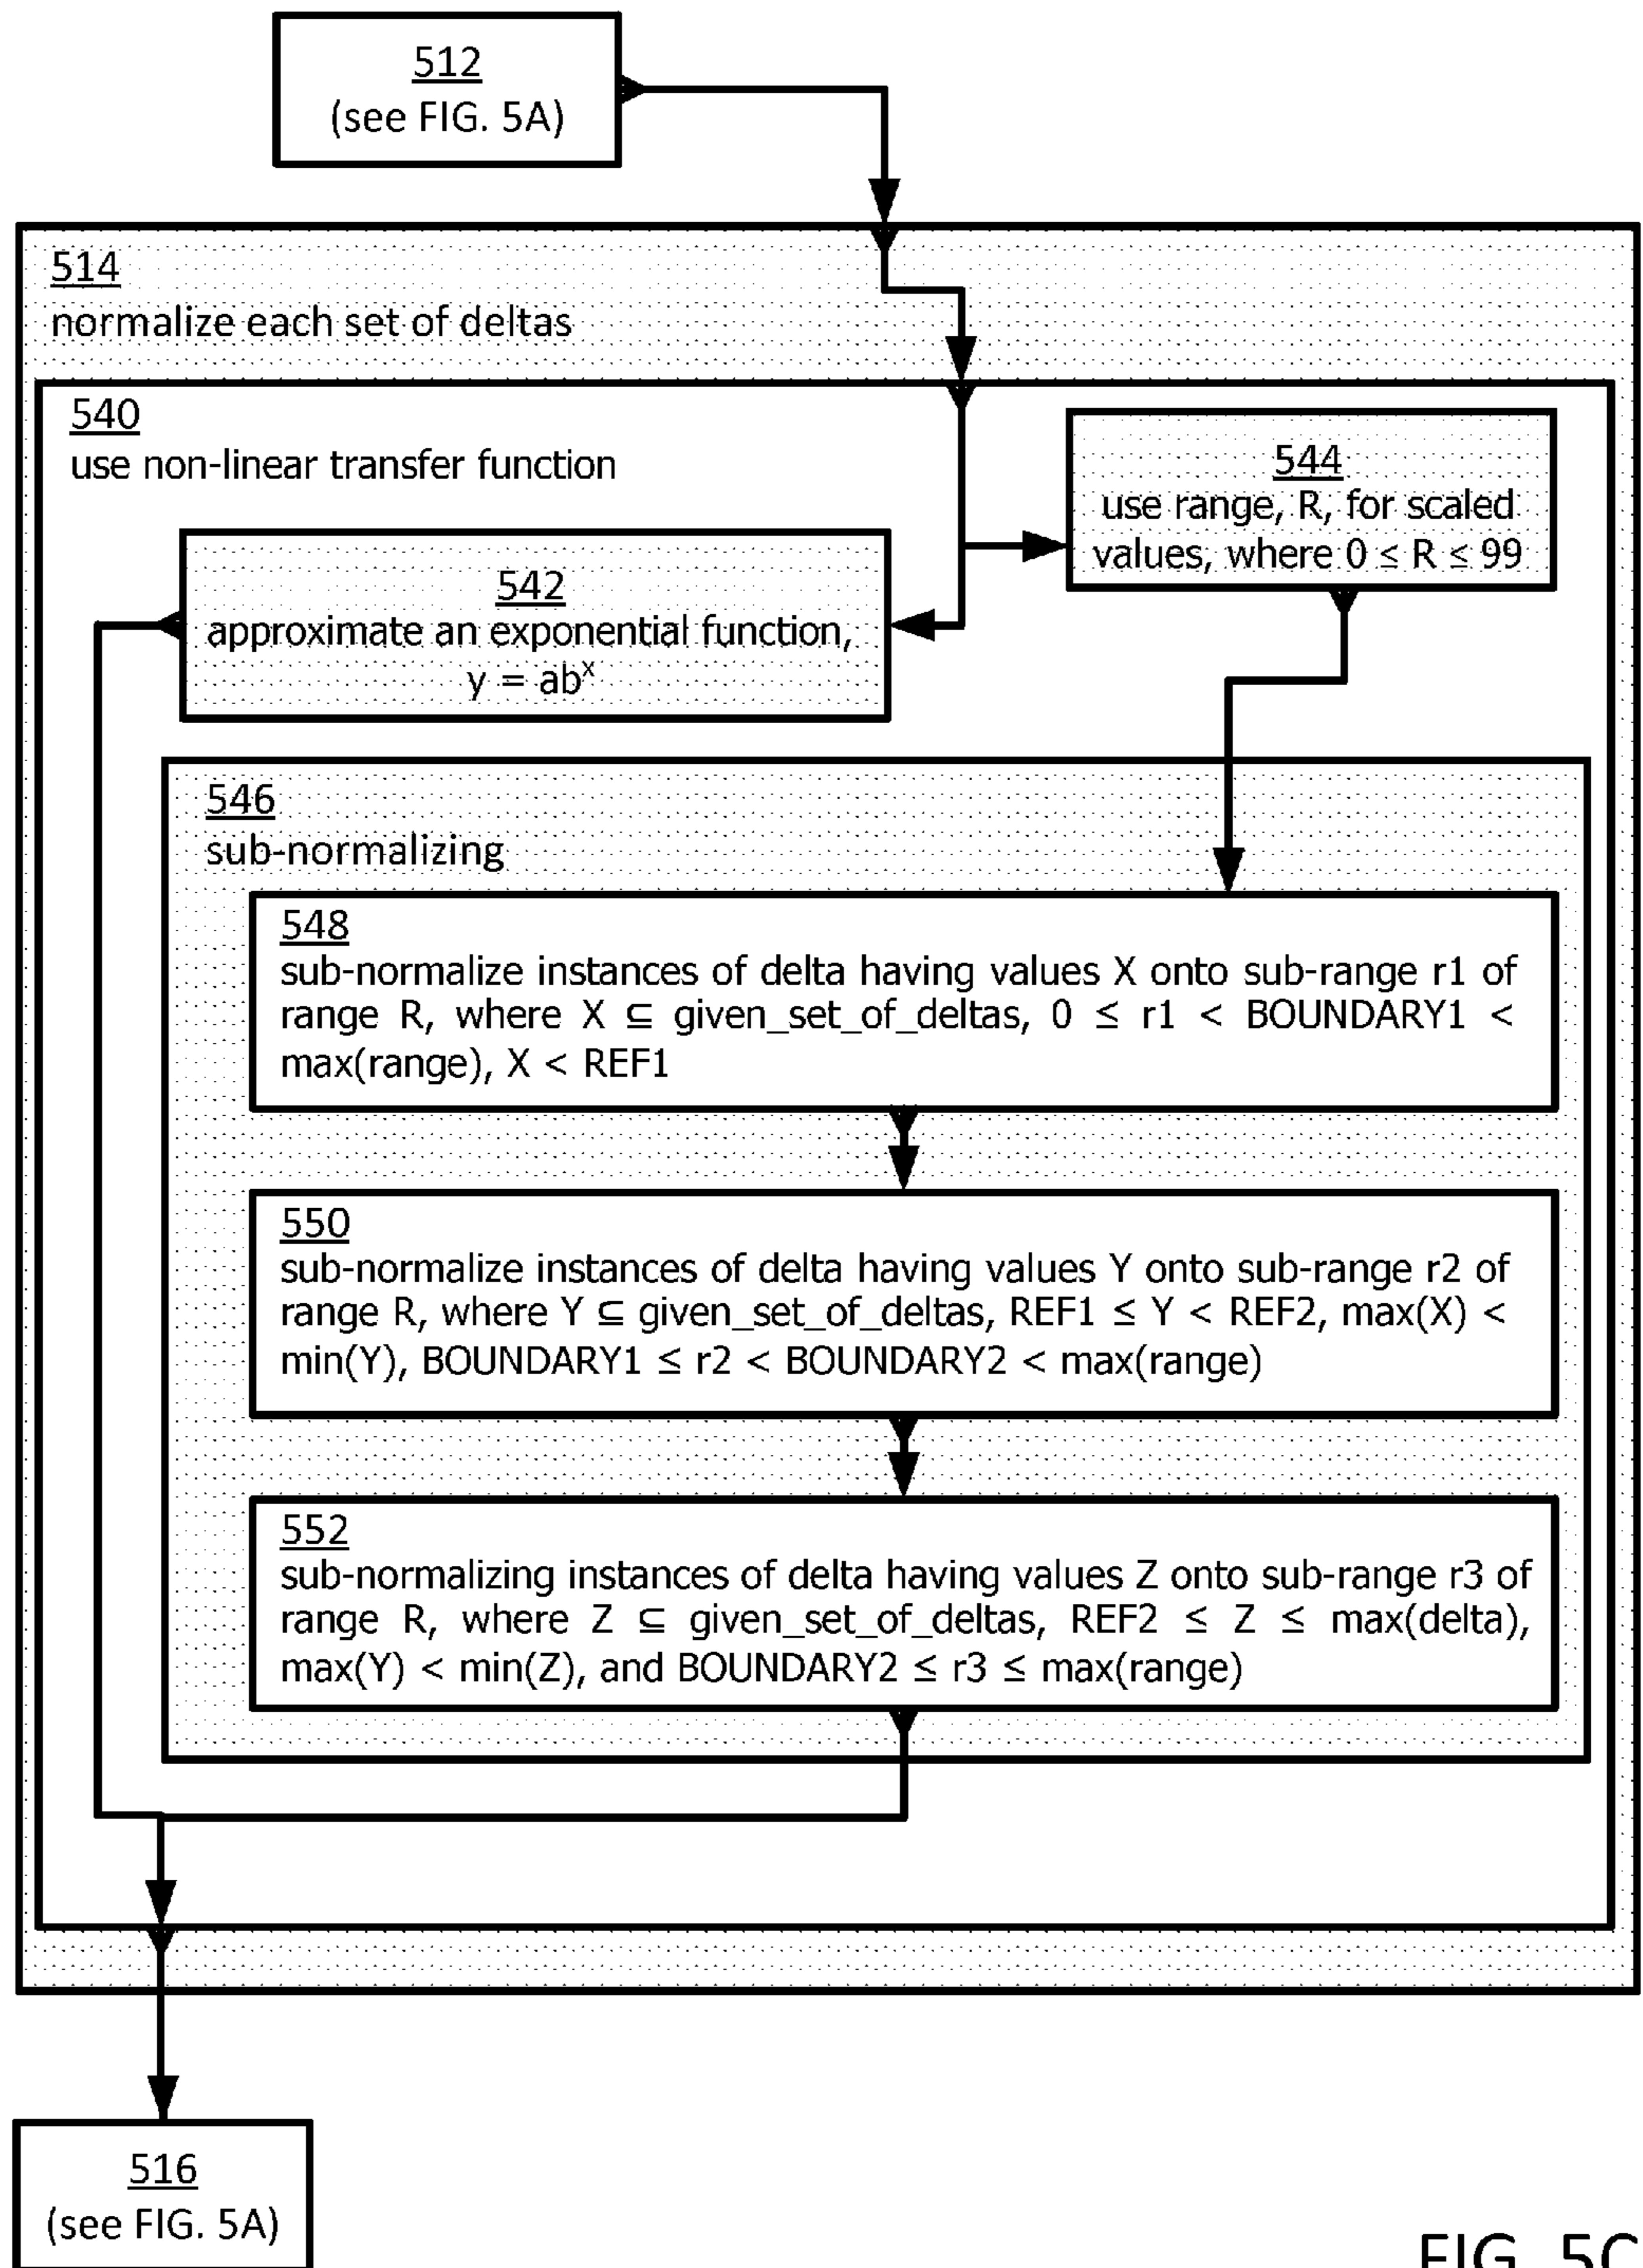 512
(see FIG. 5A)
514
normalize each set of deltas
540
use non-linear transfer function
544
use range, R, for scaled
values, where 0 ≤ R ≤ 99
542
approximate an exponential function,
y = abˣ
546
sub-normalizing
548
sub-normalize instances of delta having values X onto sub-range r1 of
range R, where X ⊆ given_set_of_deltas, 0 ≤ r1 < BOUNDARY1 <
max(range), X < REF1
550
sub-normalize instances of delta having values Y onto sub-range r2 of
range R, where Y ⊆ given_set_of_deltas, REF1 ≤ Y < REF2, max(X) <
min(Y), BOUNDARY1 ≤ r2 < BOUNDARY2 < max(range)
552
sub-normalizing instances of delta having values Z onto sub-range r3 of
range R, where Z ⊆ given_set_of_deltas, REF2 ≤ Z ≤ max(delta),
max(Y) < min(Z), and BOUNDARY2 ≤ r3 ≤ max(range)
516
(see FIG. 5A)
FIG. 5C